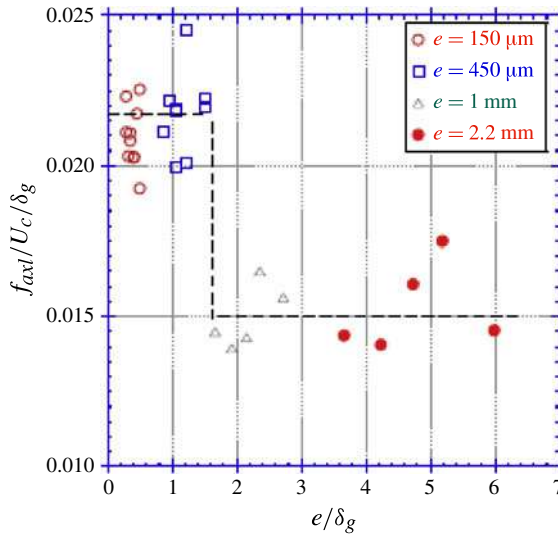 0.025
0.020
0.015
0.010
f_axl/U_c/δ_g
e = 150 μm
e = 450 μm
e = 1 mm
e = 2.2 mm
0 1 2 3 4 5 6 7
e/δ_g